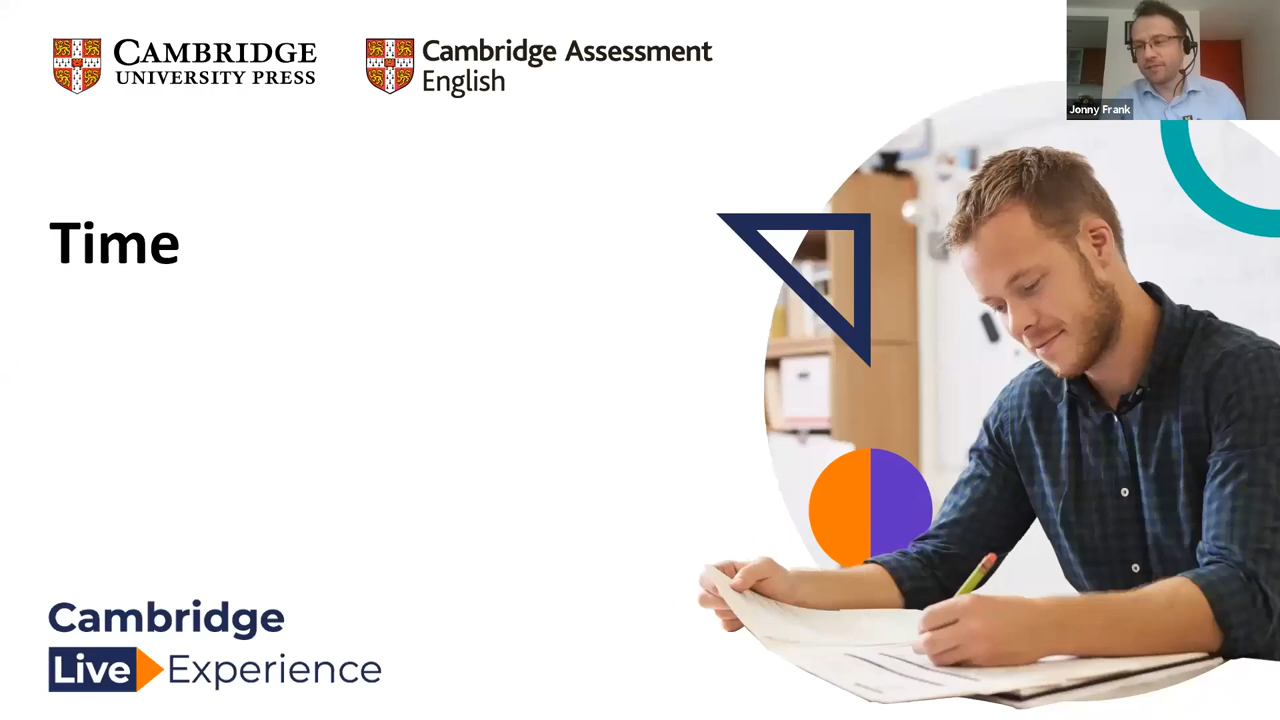 CAMBRIDGE
UNIVERSITY PRESS
Cambridge Assessment
English
Jonny Frank
Time
Cambridge
Live Experience